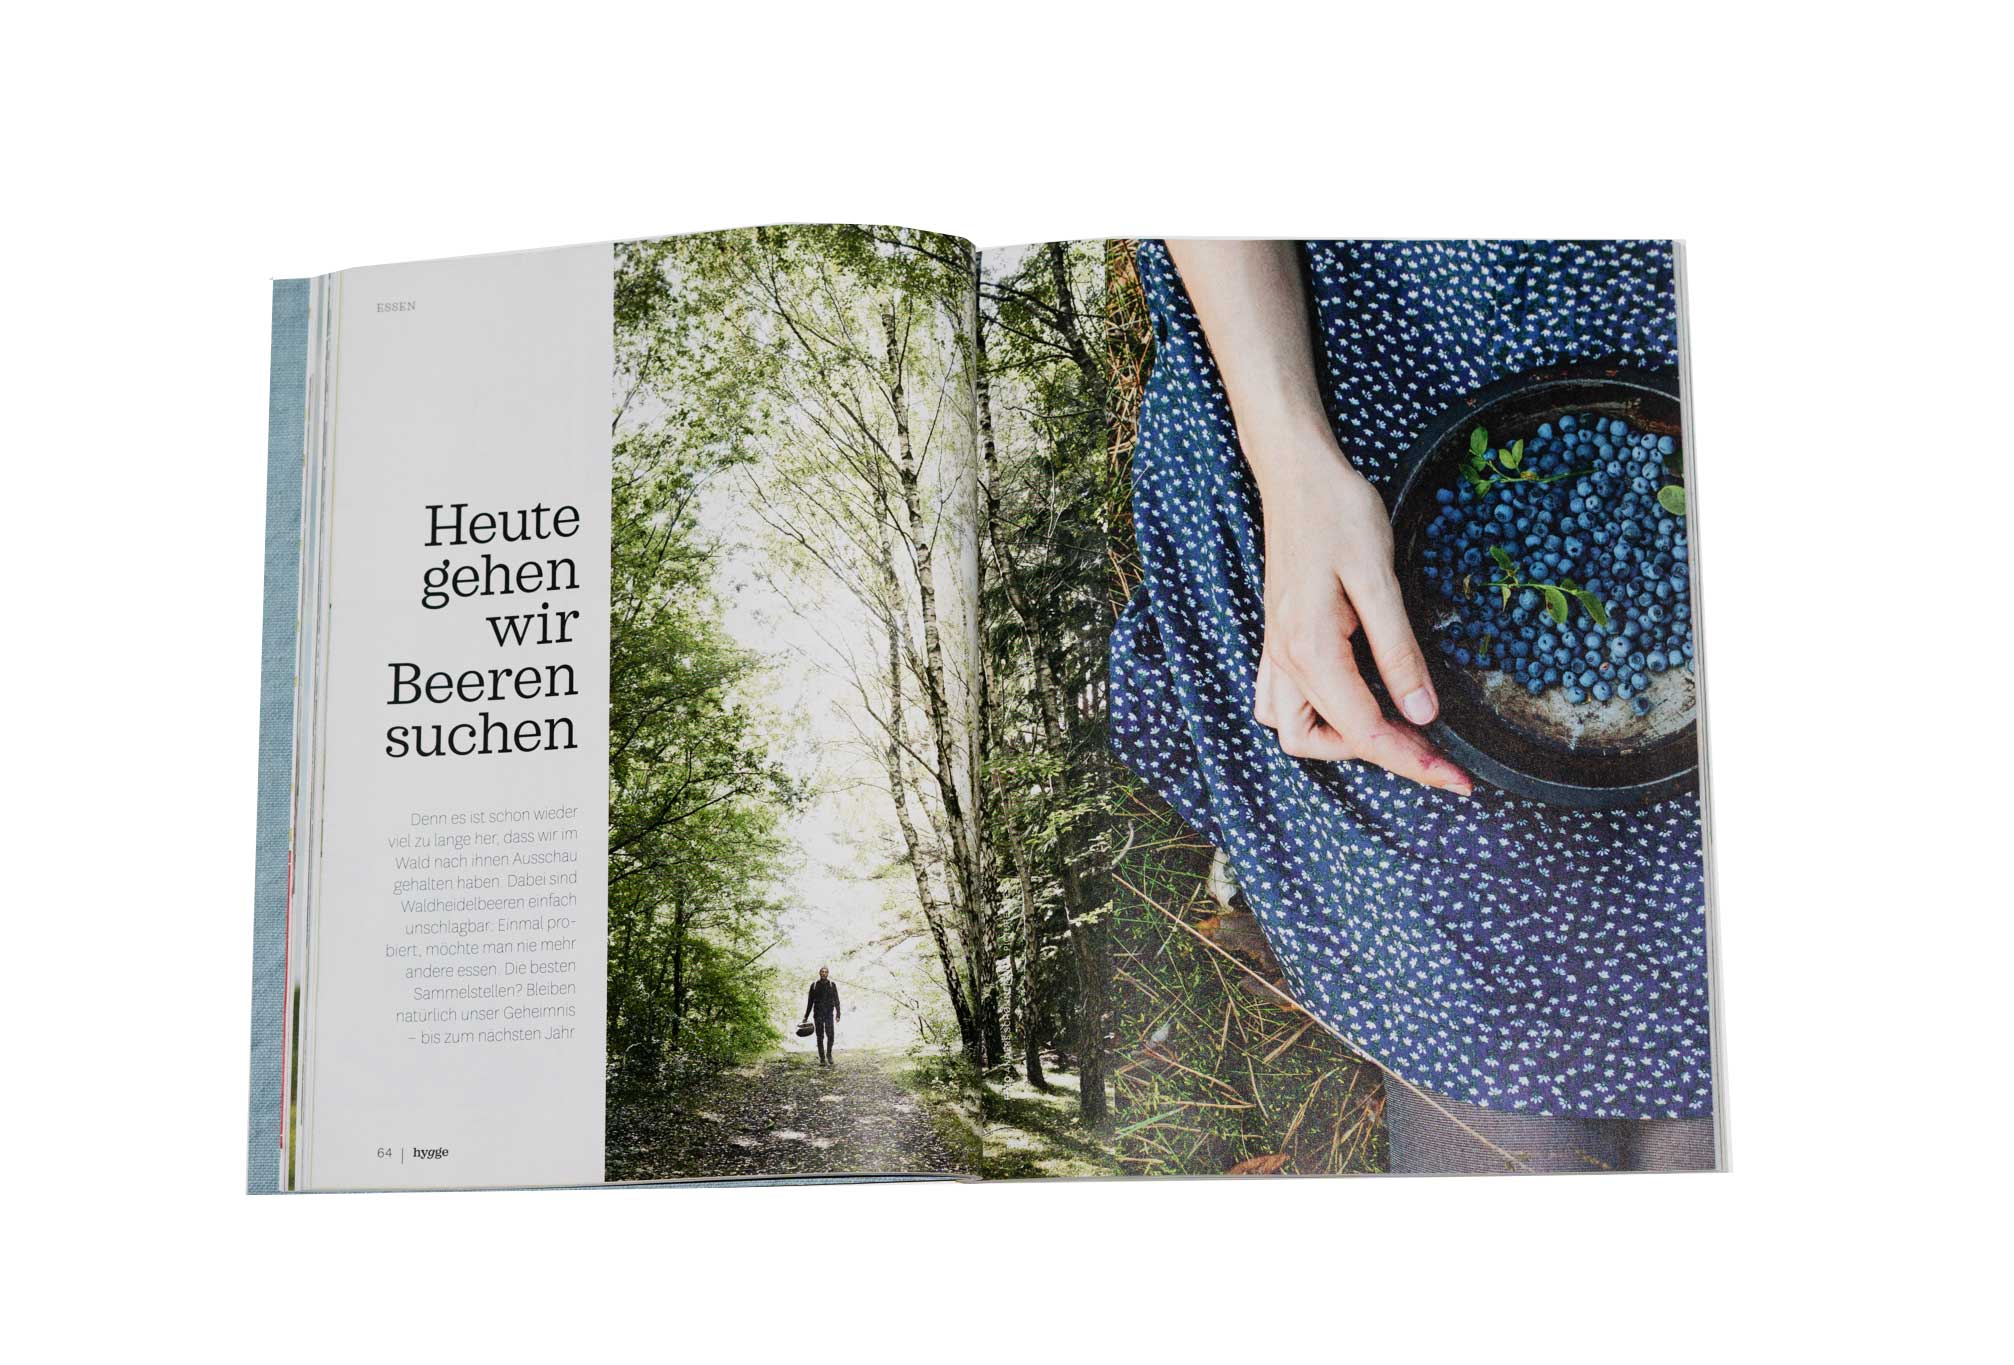 ESSEN
Heute
gehen
wir
Beeren
suchen
Denn es ist schon wieder
viel zu lange her, dass wir im
Wald nach ihnen Ausschau
gehalten haben. Dabei sind
Waldheidelbeeren einfach
unschlagbar: Einmal pro-
biert, möchte man nie mehr
andere essen. Die besten
Sammelstellen? Bleiben
natürlich unser Geheimnis
– bis zum nächsten Jahr
64 | hygge